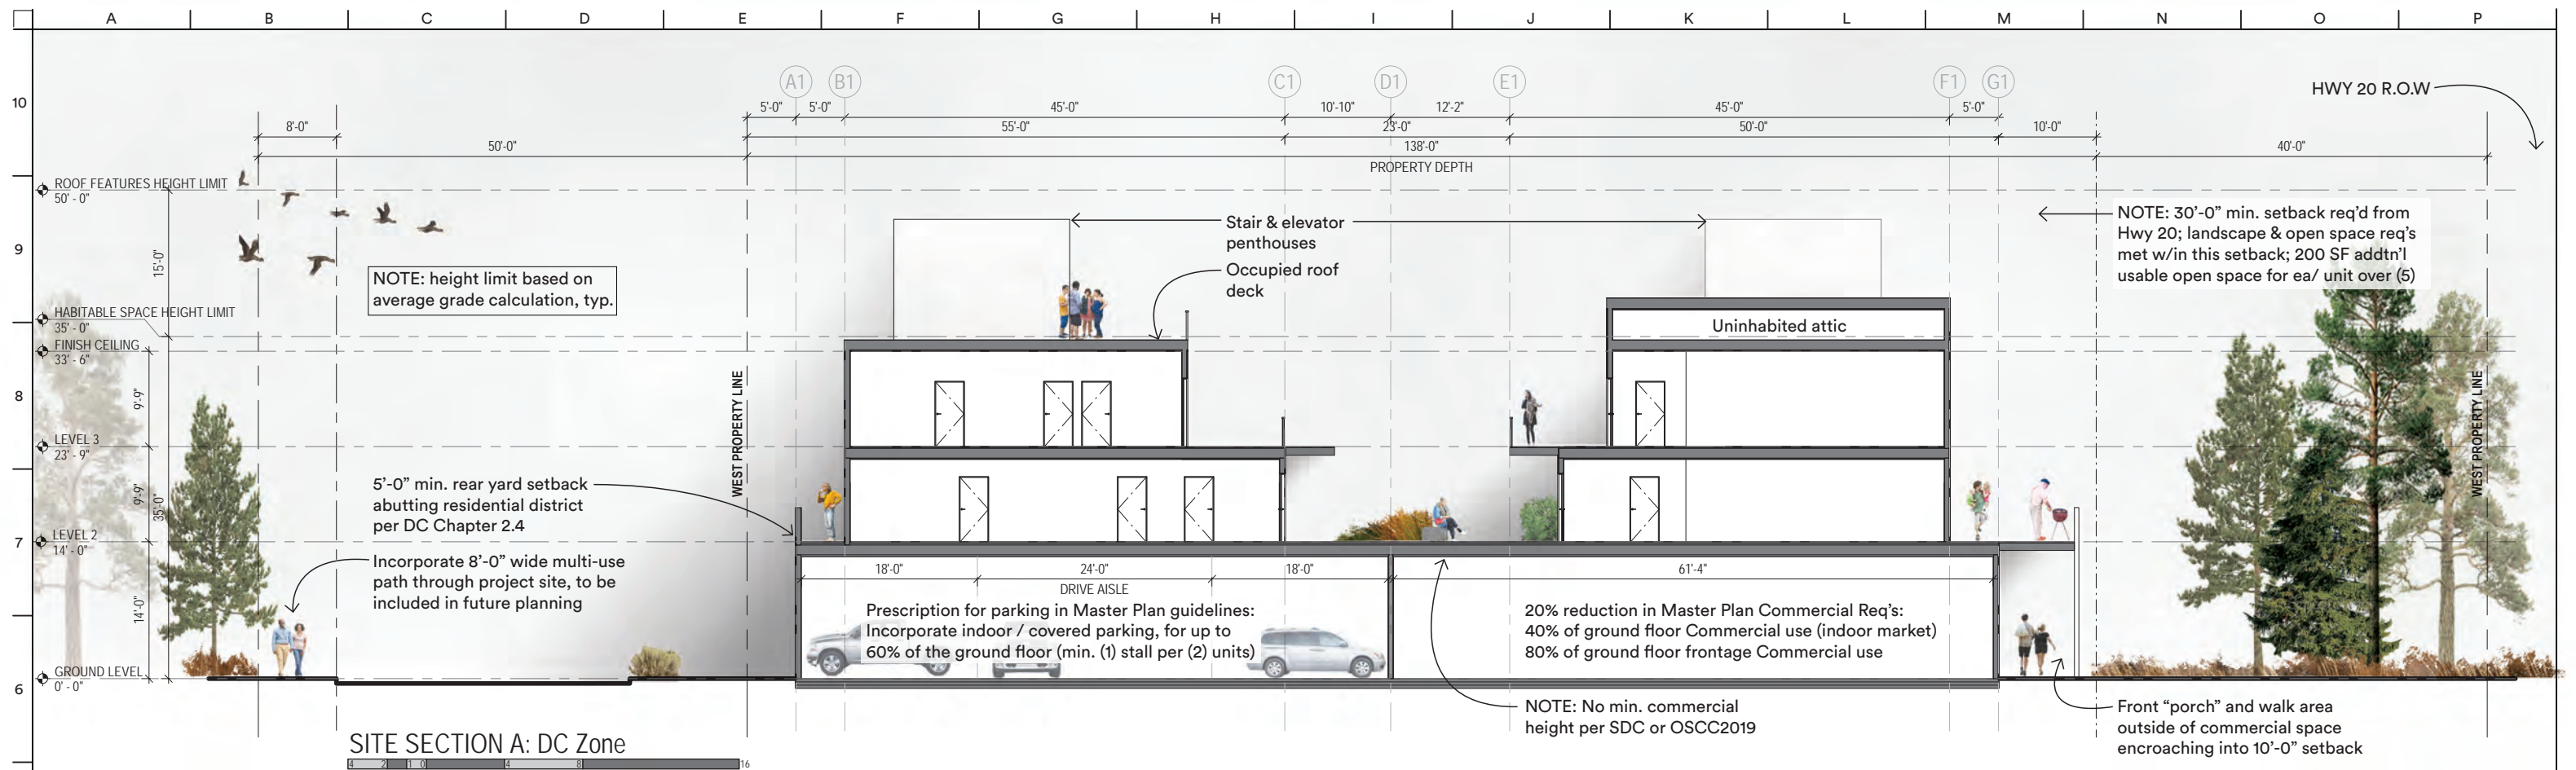 A B C D E F G H I J K L M N O P
10
9
8
7
6
A1 B1 C1 D1 E1 F1 G1
HWY 20 R.O.W
5'-0" 5'-0" 45'-0" 10'-10" 12'-2" 45'-0" 5'-0"
8'-0" 55'-0" 23'-0" 50'-0" 10'-0"
50'-0" 138'-0" 40'-0"
PROPERTY DEPTH
ROOF FEATURES HEIGHT LIMIT
50' - 0"
15'-0"
HABITABLE SPACE HEIGHT LIMIT
35' - 0"
FINISH CEILING
33' - 6"
9'-9"
LEVEL 3
23' - 9"
9'-9"
35'-0"
LEVEL 2
14' - 0"
14'-0"
GROUND LEVEL
0' - 0"
NOTE: height limit based on
average grade calculation, typ.
Stair & elevator
penthouses
Occupied roof
deck
NOTE: 30'-0" min. setback req'd from
Hwy 20; landscape & open space req's
met w/in this setback; 200 SF addtn'l
usable open space for ea/ unit over (5)
Uninhabited attic
WEST PROPERTY LINE
WEST PROPERTY LINE
5'-0" min. rear yard setback
abutting residential district
per DC Chapter 2.4
Incorporate 8'-0" wide multi-use
path through project site, to be
included in future planning
18'-0" 24'-0" 18'-0" 61'-4"
DRIVE AISLE
Prescription for parking in Master Plan guidelines:
Incorporate indoor / covered parking, for up to
60% of the ground floor (min. (1) stall per (2) units)
20% reduction in Master Plan Commercial Req's:
40% of ground floor Commercial use (indoor market)
80% of ground floor frontage Commercial use
NOTE: No min. commercial
height per SDC or OSCC2019
Front "porch" and walk area
outside of commercial space
encroaching into 10'-0" setback
SITE SECTION A: DC Zone
4 2 1 0 4 8 16